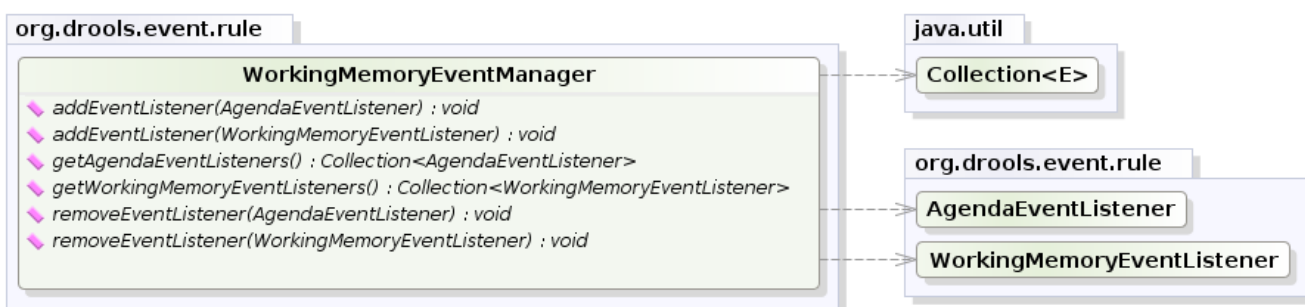 org.drools.event.rule
WorkingMemoryEventManager
addEventListener(AgendaEventListener) : void
addEventListener(WorkingMemoryEventListener) : void
getAgendaEventListeners() : Collection<AgendaEventListener>
getWorkingMemoryEventListeners() : Collection<WorkingMemoryEventListener>
removeEventListener(AgendaEventListener) : void
removeEventListener(WorkingMemoryEventListener) : void
java.util
Collection<E>
org.drools.event.rule
AgendaEventListener
WorkingMemoryEventListener